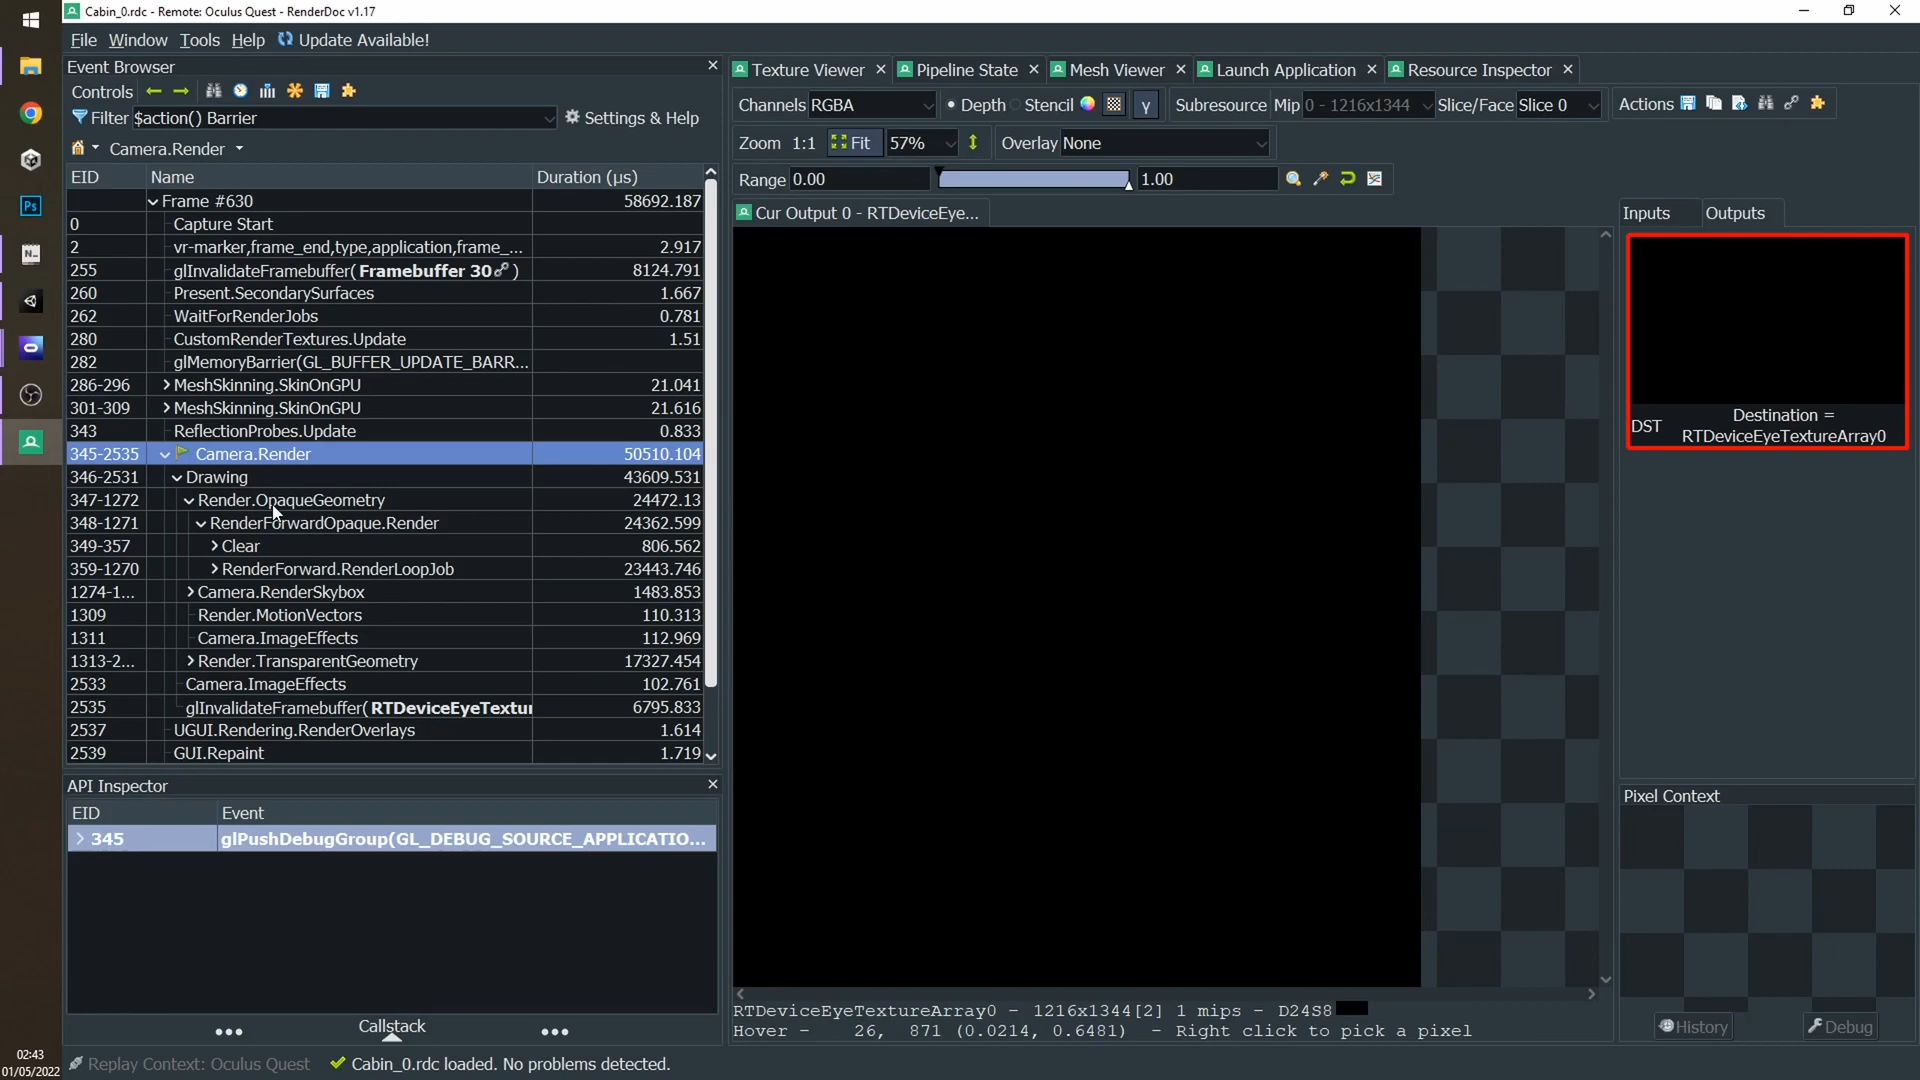 Cabin_0.rdc - Remote: Oculus Quest - RenderDoc v1.17
File Window Tools Help Update Available!
Event Browser
Controls
Filter $action() Barrier Settings & Help
Camera.Render
EID Name Duration (µs)
Frame #630 58692.187
0 Capture Start
2 vr-marker,frame_end,type,application,frame_... 2.917
255 glInvalidateFramebuffer( Framebuffer 30 ) 8124.791
260 Present.SecondarySurfaces 1.667
262 WaitForRenderJobs 0.781
280 CustomRenderTextures.Update 1.51
282 glMemoryBarrier(GL_BUFFER_UPDATE_BARR...
286-296 MeshSkinning.SkinOnGPU 21.041
301-309 MeshSkinning.SkinOnGPU 21.616
343 ReflectionProbes.Update 0.833
345-2535 Camera.Render 50510.104
346-2531 Drawing 43609.531
347-1272 Render.OpaqueGeometry 24472.13
348-1271 RenderForwardOpaque.Render 24362.599
349-357 Clear 806.562
359-1270 RenderForward.RenderLoopJob 23443.746
1274-1... Camera.RenderSkybox 1483.853
1309 Render.MotionVectors 110.313
1311 Camera.ImageEffects 112.969
1313-2... Render.TransparentGeometry 17327.454
2533 Camera.ImageEffects 102.761
2535 glInvalidateFramebuffer( RTDeviceEyeTextur 6795.833
2537 UGUI.Rendering.RenderOverlays 1.614
2539 GUI.Repaint 1.719
API Inspector
EID Event
345 glPushDebugGroup(GL_DEBUG_SOURCE_APPLICATIO...
Callstack
Replay Context: Oculus Quest Cabin_0.rdc loaded. No problems detected.
Texture Viewer Pipeline State Mesh Viewer Launch Application Resource Inspector
Channels RGBA Depth Stencil γ Subresource Mip 0 - 1216x1344 Slice/Face Slice 0 Actions
Zoom 1:1 Fit 57% Overlay None
Range 0.00 1.00
Cur Output 0 - RTDeviceEye...
RTDeviceEyeTextureArray0 - 1216x1344[2] 1 mips - D24S8
Hover - 26, 871 (0.0214, 0.6481) - Right click to pick a pixel
Inputs Outputs
DST Destination =
RTDeviceEyeTextureArray0
Pixel Context
History Debug
Ps
N..
02:43
01/05/2022